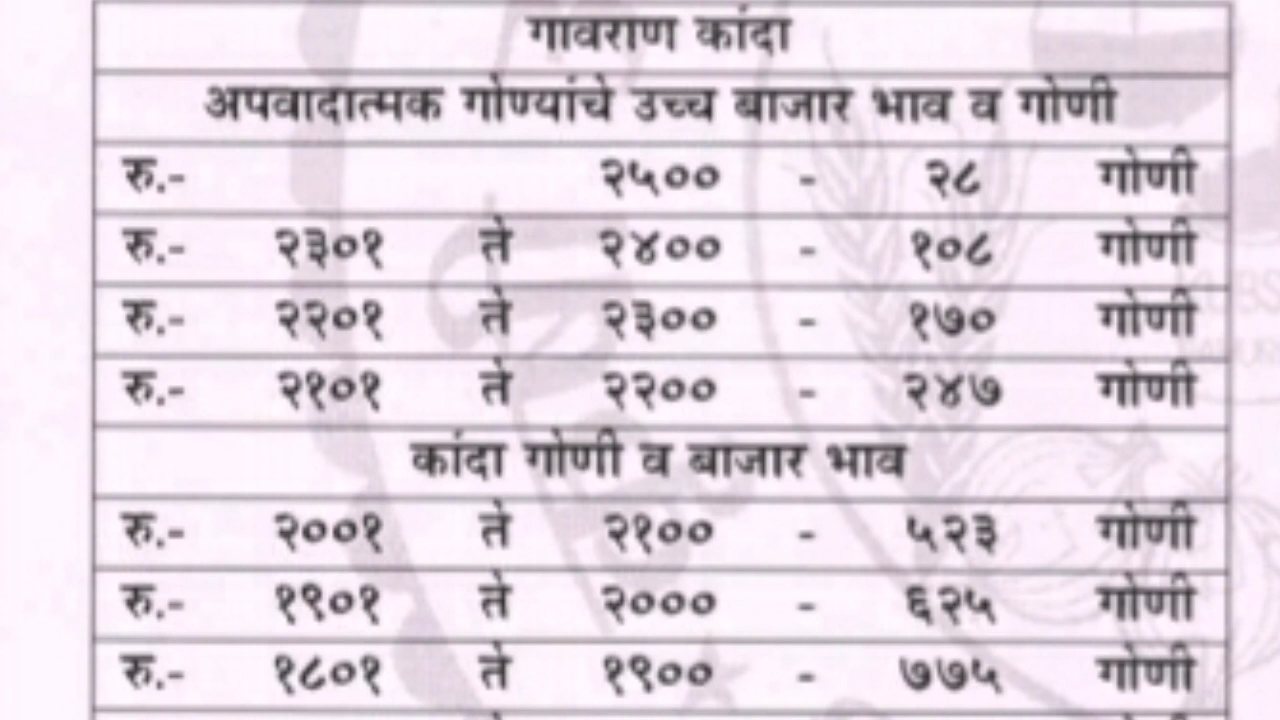 गावराण कांदा
अपवादात्मक गोण्यांचे उच्च बाजार भाव व गोणी
रु.- २५०० - २८ गोणी
रु.- २३०१ ते २४०० - १०८ गोणी
रु.- २२०१ ते २३०० - १७० गोणी
रु.- २१०१ ते २२०० - २४७ गोणी
कांदा गोणी व बाजार भाव
रु.- २००१ ते २१०० - ५२३ गोणी
रु.- १९०१ ते २००० - ६२५ गोणी
रु.- १८०१ ते १९०० - ७७५ गोणी